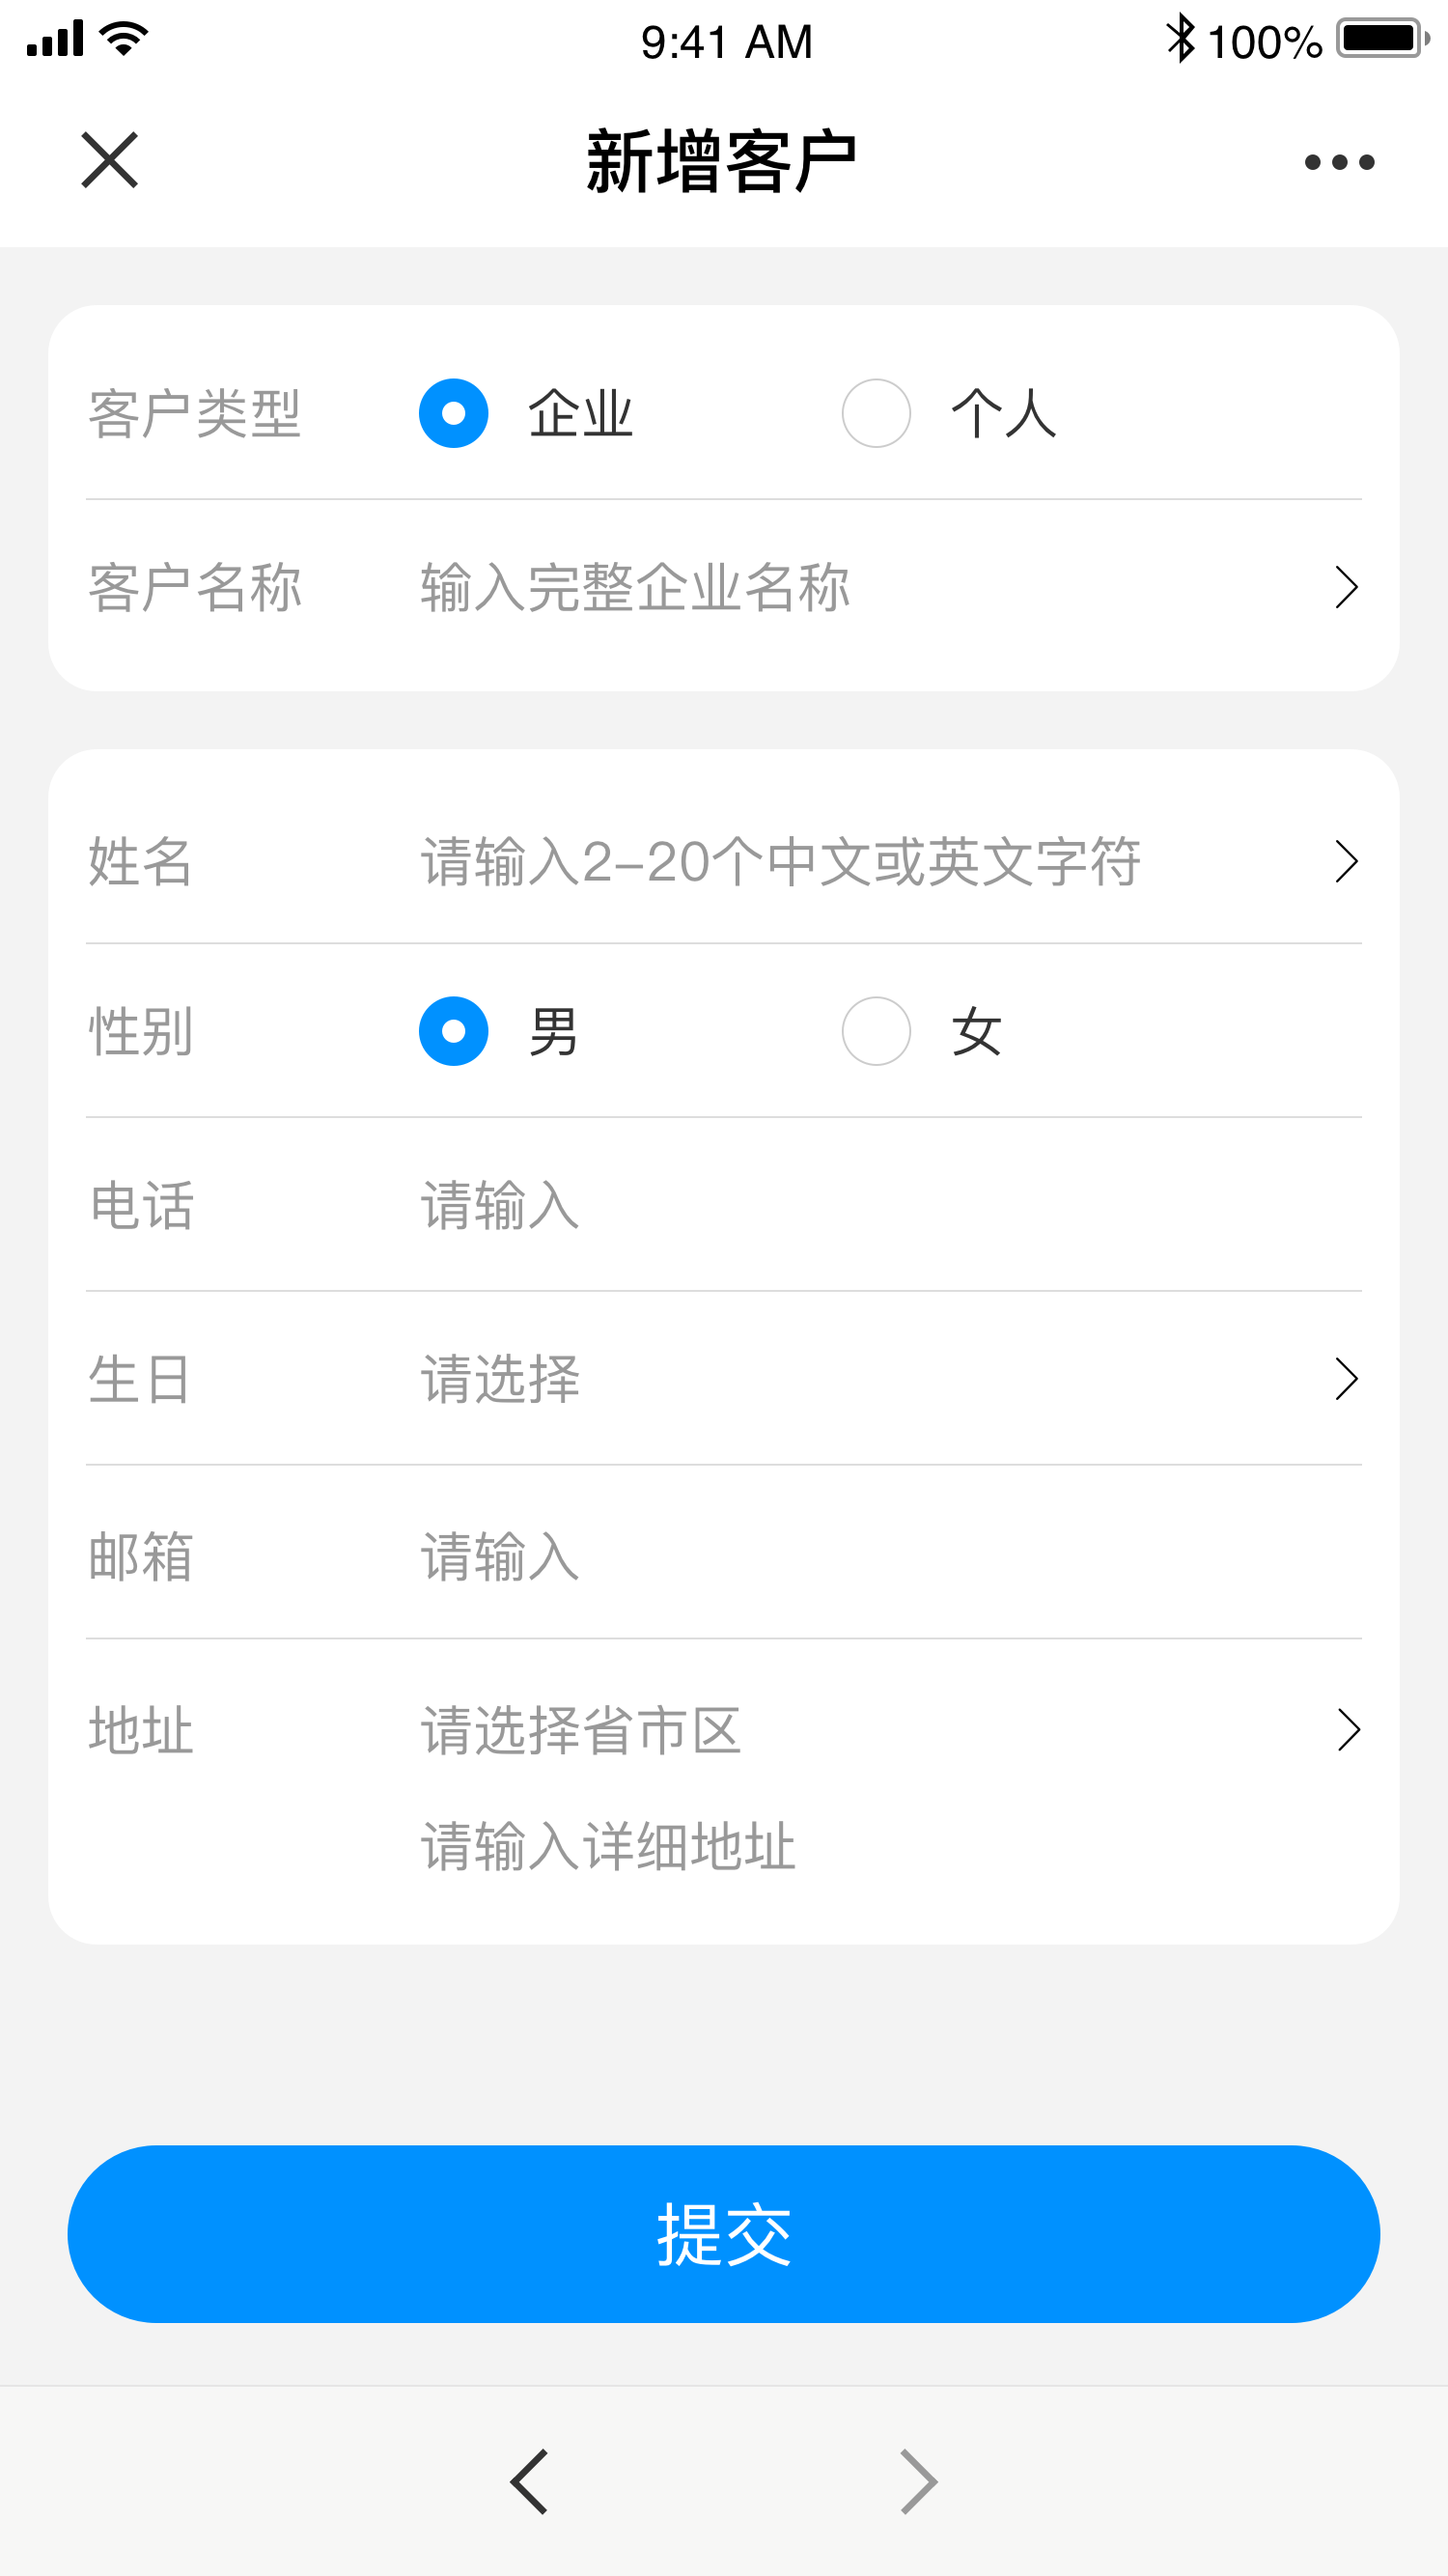 9:41 AM 100%
新增客户
客户类型 企业 个人
客户名称 输入完整企业名称
姓名 请输入2-20个中文或英文字符
性别 男 女
电话 请输入
生日 请选择
邮箱 请输入
地址 请选择省市区
请输入详细地址
提交